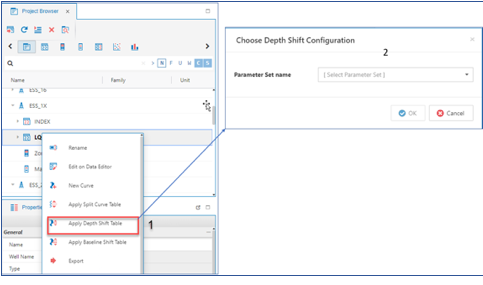 Project Browser
N F U M C S
Name Family Unit
ESS_1B
ESS_1X
INDEX
LQ
Zo
Ma
ESS_
Rename
Edit on Data Editor
New Curve
Apply Split Curve Table
Apply Depth Shift Table
1
Apply Baseline Shift Table
Export
Propertie
General
Name
Well Name
Type
Choose Depth Shift Configuration
2
Parameter Set name
[ Select Parameter Set ]
OK
Cancel